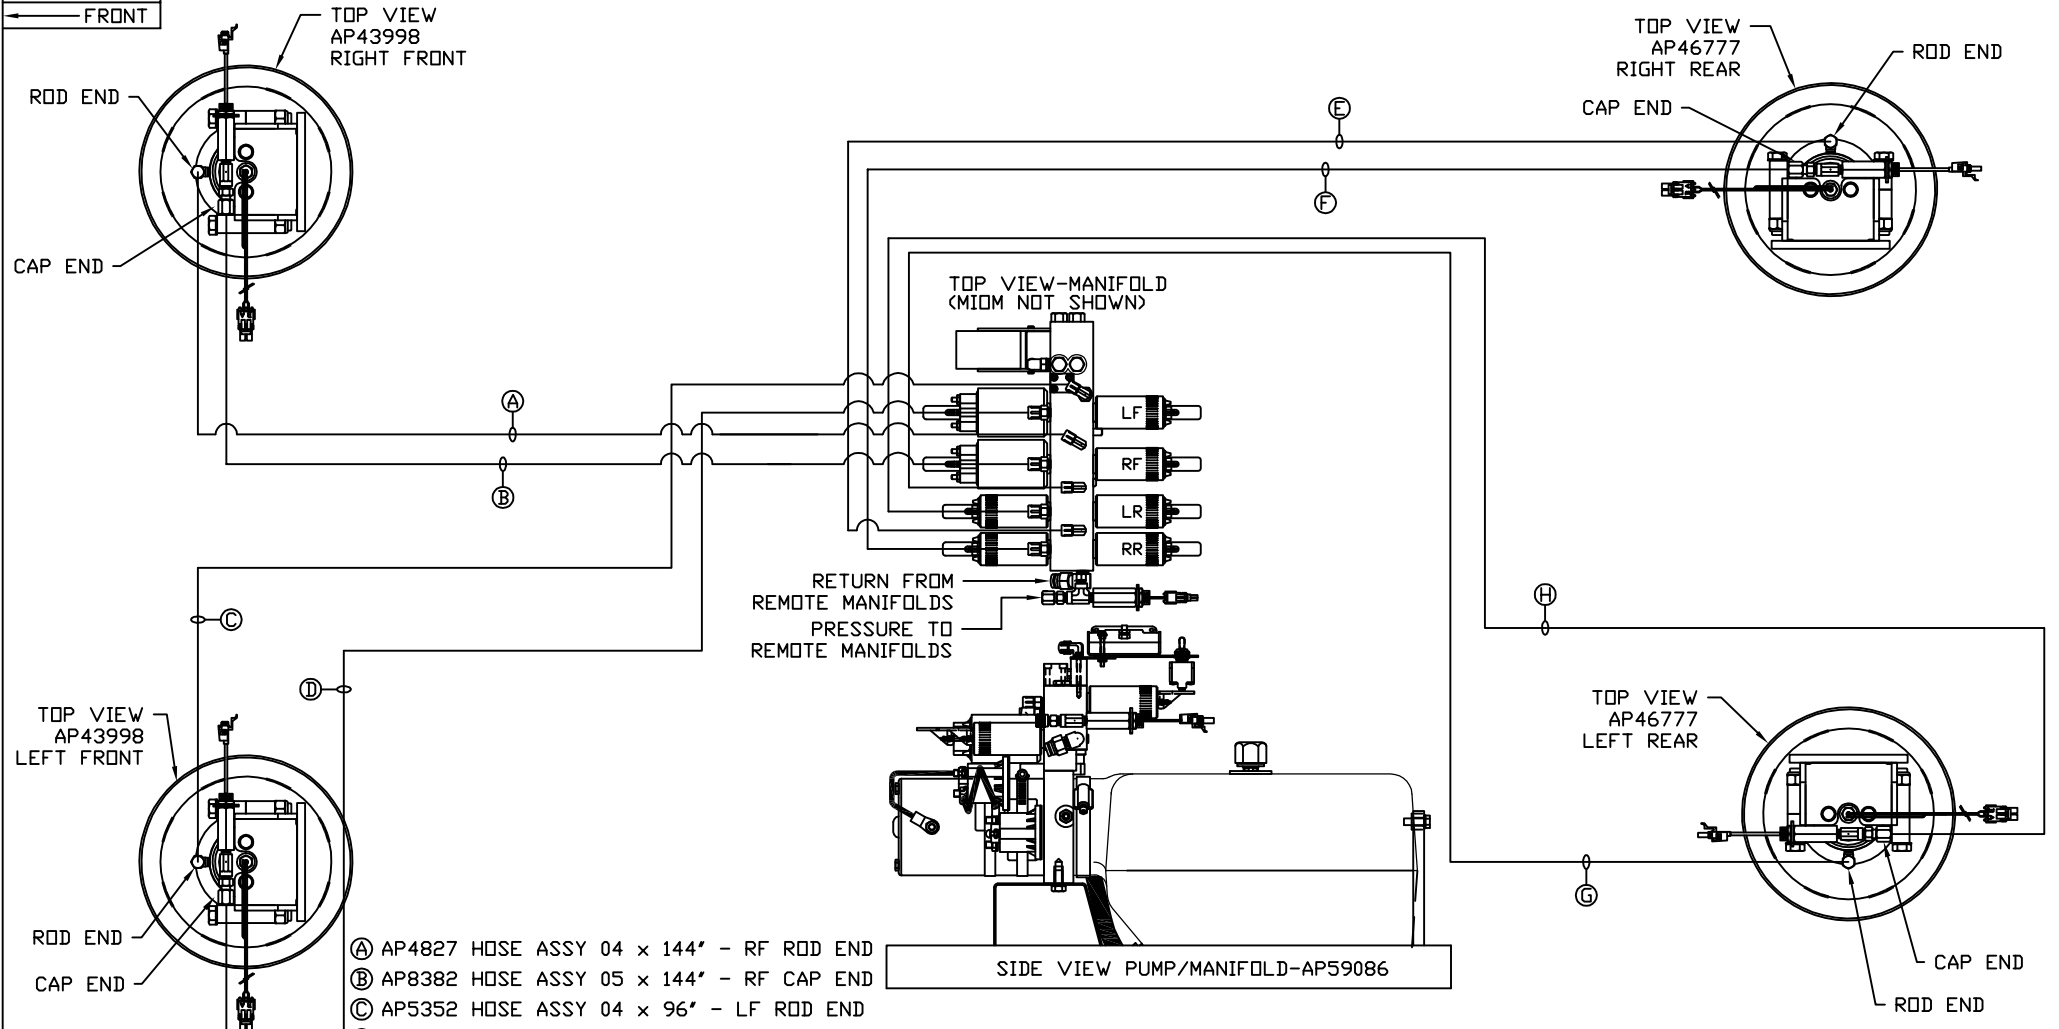 FRONT
TOP VIEW
AP43998
RIGHT FRONT
ROD END
CAP END
TOP VIEW
AP46777
RIGHT REAR
ROD END
CAP END
E
F
TOP VIEW-MANIFOLD
(MIOM NOT SHOWN)
A
B
LF
RF
LR
RR
RETURN FROM
REMOTE MANIFOLDS
PRESSURE TO
REMOTE MANIFOLDS
C
D
H
TOP VIEW
AP43998
LEFT FRONT
ROD END
CAP END
TOP VIEW
AP46777
LEFT REAR
G
CAP END
ROD END
A AP4827 HOSE ASSY 04 x 144" - RF ROD END
B AP8382 HOSE ASSY 05 x 144" - RF CAP END
C AP5352 HOSE ASSY 04 x 96" - LF ROD END
SIDE VIEW PUMP/MANIFOLD-AP59086